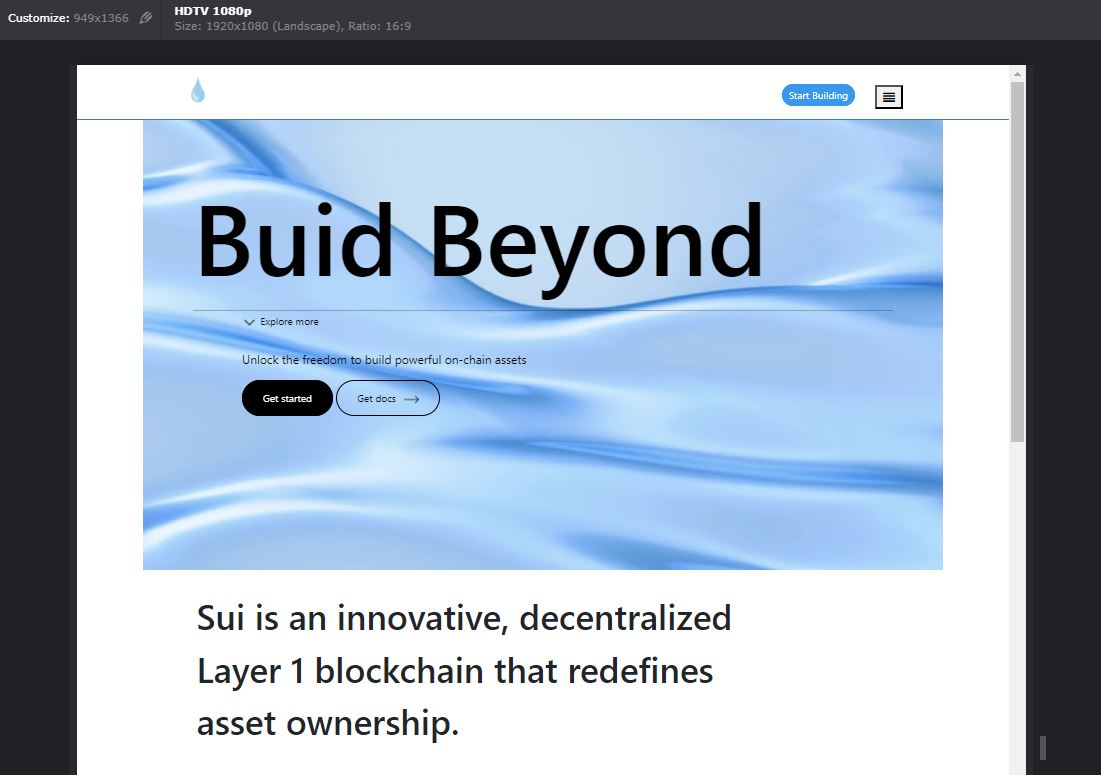 Customize: 949x1366
HDTV 1080p
Size: 1920x1080 (Landscape), Ratio: 16:9
Start Building
Buid Beyond
Explore more
Unlock the freedom to build powerful on-chain assets
Get started
Get docs
Sui is an innovative, decentralized
Layer 1 blockchain that redefines
asset ownership.